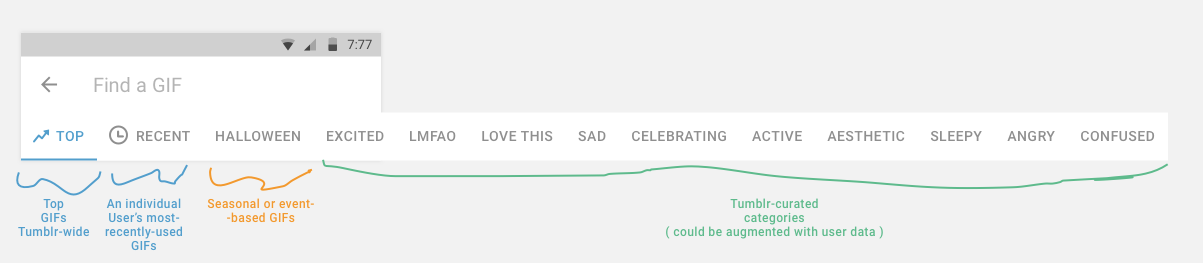 7:77
Find a GIF
TOP RECENT HALLOWEEN EXCITED LMFAO LOVE THIS SAD CELEBRATING ACTIVE AESTHETIC SLEEPY ANGRY CONFUSED
Top
GIFs
Tumblr-wide
An individual
User's most-
recently-used
GIFs
Seasonal or event-
-based GIFs
Tumblr-curated
categories
( could be augmented with user data )